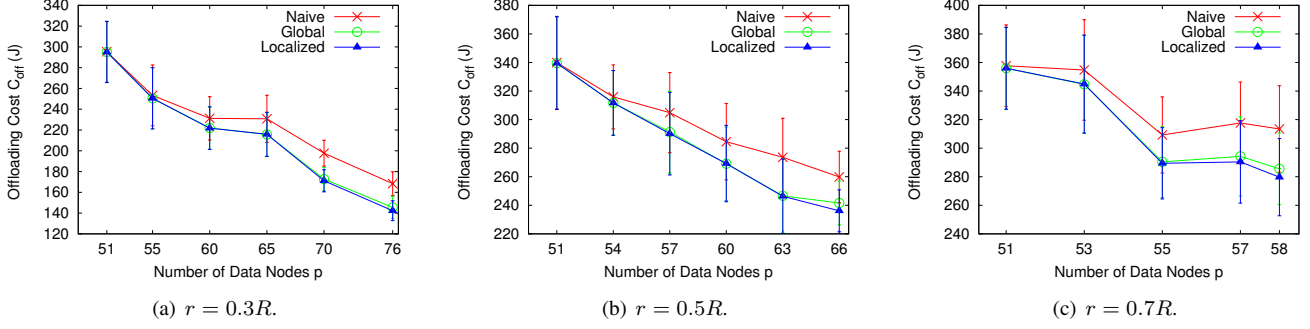 Offloading Cost C_off (J)
340
320
300
280
260
240
220
200
180
160
140
120
Naive
Global
Localized
51 55 60 65 70 76
Number of Data Nodes p
(a) r = 0.3R.
Offloading Cost C_off (J)
380
360
340
320
300
280
260
240
220
Naive
Global
Localized
51 54 57 60 63 66
Number of Data Nodes p
(b) r = 0.5R.
Offloading Cost C_off (J)
400
380
360
340
320
300
280
260
240
Naive
Global
Localized
51 53 55 57 58
Number of Data Nodes p
(c) r = 0.7R.